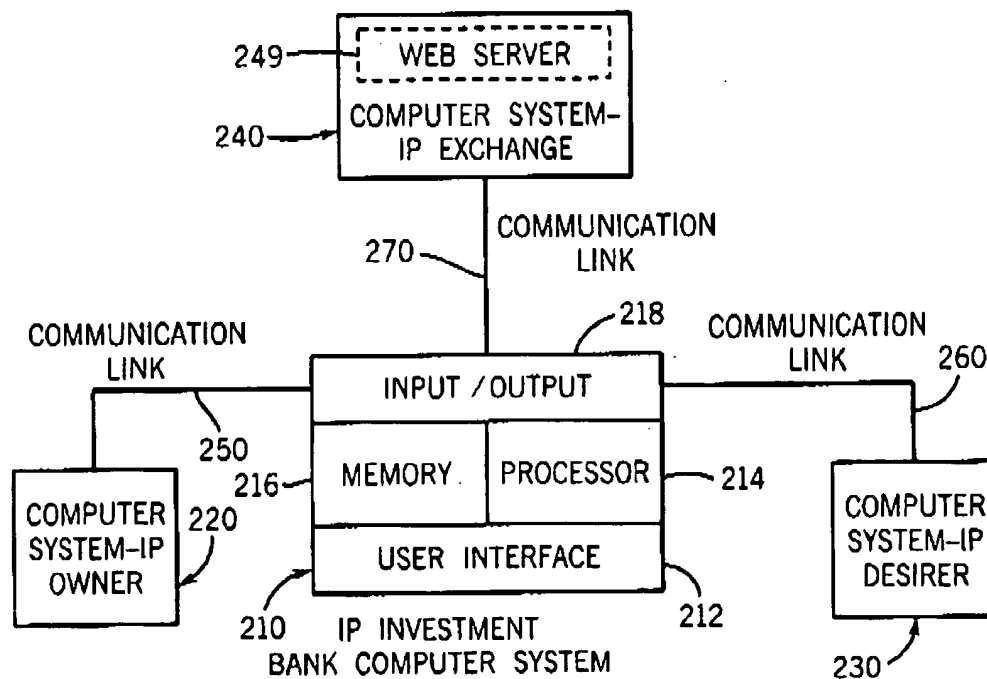 249
WEB SERVER
240
COMPUTER SYSTEM-
IP EXCHANGE
270
COMMUNICATION
LINK
218
COMMUNICATION
LINK
COMMUNICATION
LINK
260
250
INPUT / OUTPUT
216
MEMORY
PROCESSOR
214
COMPUTER
SYSTEM-IP
OWNER
220
USER INTERFACE
COMPUTER
SYSTEM-IP
DESIRER
210
212
IP INVESTMENT
BANK COMPUTER SYSTEM
230